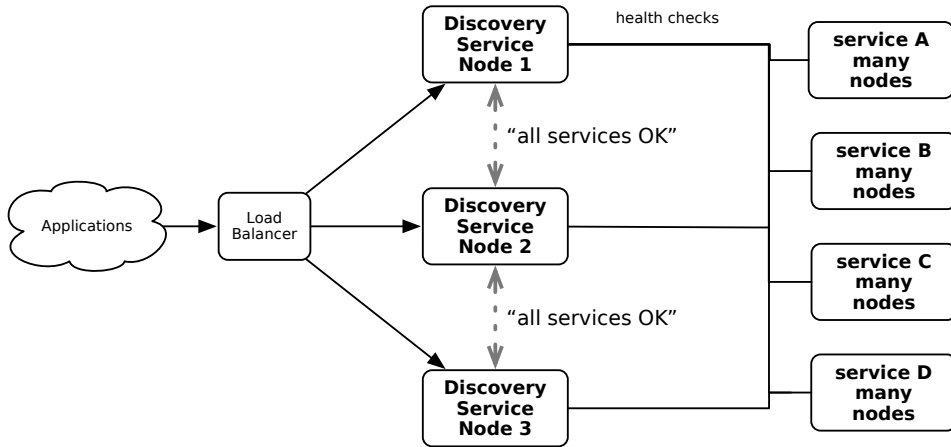 Discovery
Service
Node 1
health checks
service A
many
nodes
“all services OK”
service B
many
nodes
Applications
Load
Balancer
Discovery
Service
Node 2
service C
many
nodes
“all services OK”
service D
many
nodes
Discovery
Service
Node 3